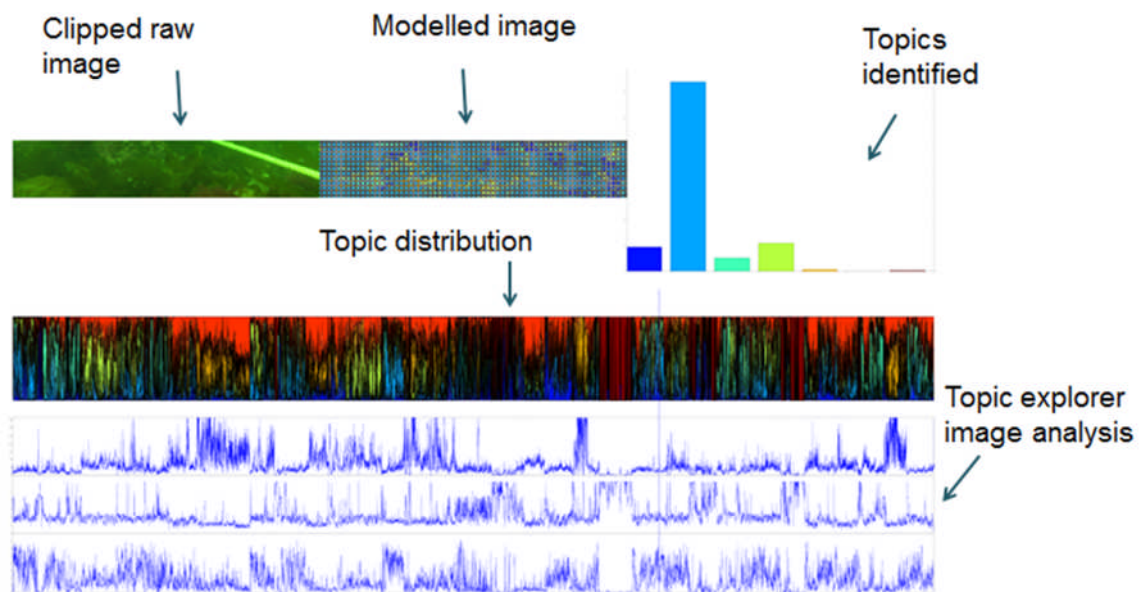 Clipped raw
image
Modelled image
Topics
identified
Topic distribution
Topic explorer
image analysis